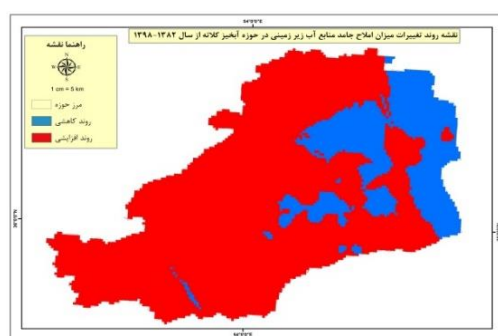 نقشه روند تغییرات میزان املاح جامد منابع آب زیر زمینی در حوزه آبخیز کلاته از سال ۱۳۸۲-۱۳۹۸
راهنما نقشه
1 cm = 5 km
مرز حوزه
روند کاهشی
روند افزایشی